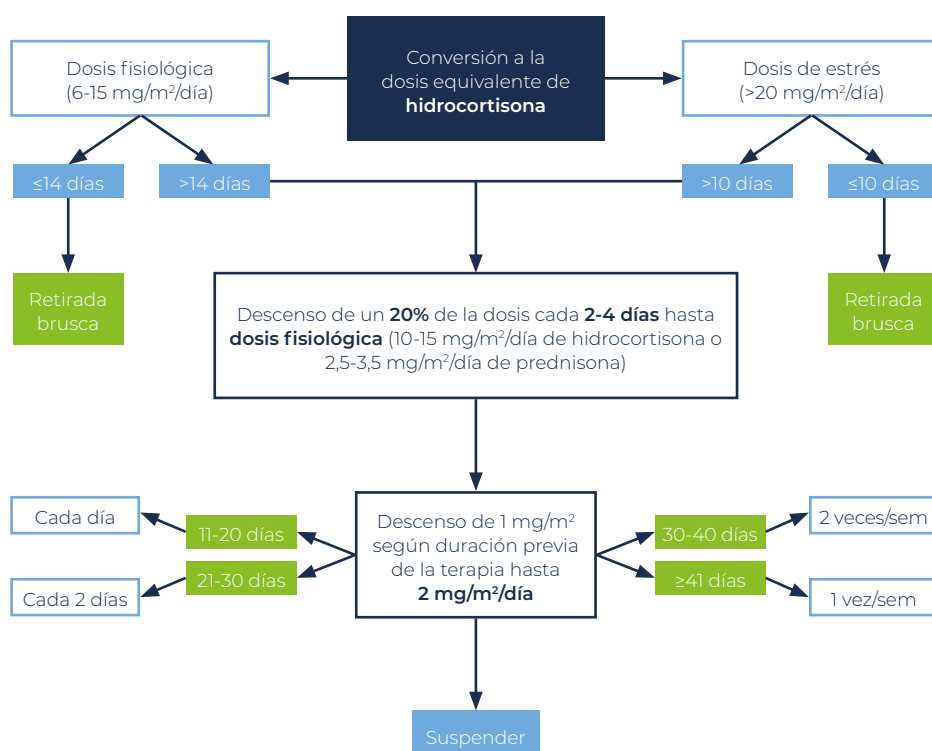 Dosis fisiológica
(6-15 mg/m²/día)
Conversión a la
dosis equivalente de
hidrocortisona
Dosis de estrés
(>20 mg/m²/día)
≤14 días
>14 días
>10 días
≤10 días
Retirada
brusca
Descenso de un 20% de la dosis cada 2-4 días hasta
dosis fisiológica (10-15 mg/m²/día de hidrocortisona o
2,5-3,5 mg/m²/día de prednisona)
Retirada
brusca
Cada día
11-20 días
Cada 2 días
21-30 días
Descenso de 1 mg/m²
según duración previa
de la terapia hasta
2 mg/m²/día
30-40 días
2 veces/sem
≥41 días
1 vez/sem
Suspender